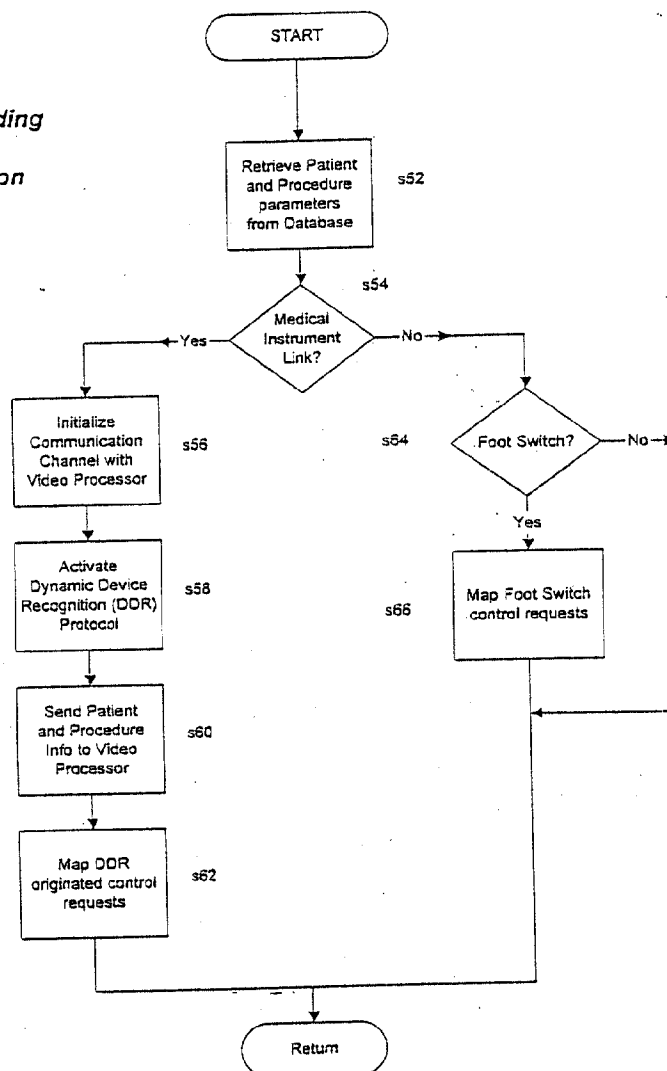 START
ding
on
Retrieve Patient
and Procedure
parameters
from Database
s52
s54
Medical
Instrument
Link?
Yes
No
Initialize
Communication
Channel with
Video Processor
s56
s64
Foot Switch?
No
Yes
Activate
Dynamic Device
Recognition (DDR)
Protocol
s58
Map Foot Switch
control requests
s66
Send Patient
and Procedure
Info to Video
Processor
s60
Map DDR
originated control
requests
s62
Return